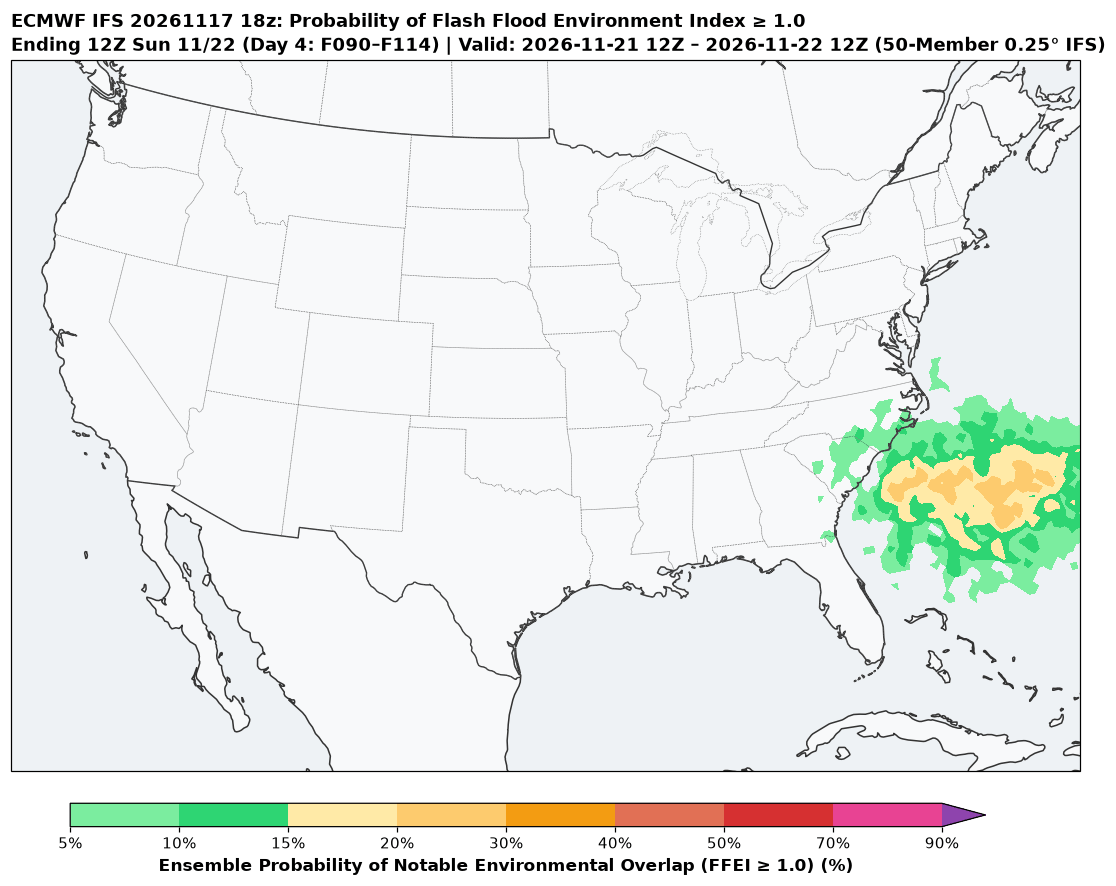 ECMWF IFS 20261117 18z: Probability of Flash Flood Environment Index ≥ 1.0
Ending 12Z Sun 11/22 (Day 4: F090–F114) | Valid: 2026-11-21 12Z – 2026-11-22 12Z (50-Member 0.25° IFS)
5% 10% 15% 20% 30% 40% 50% 70% 90%
Ensemble Probability of Notable Environmental Overlap (FFEI ≥ 1.0) (%)